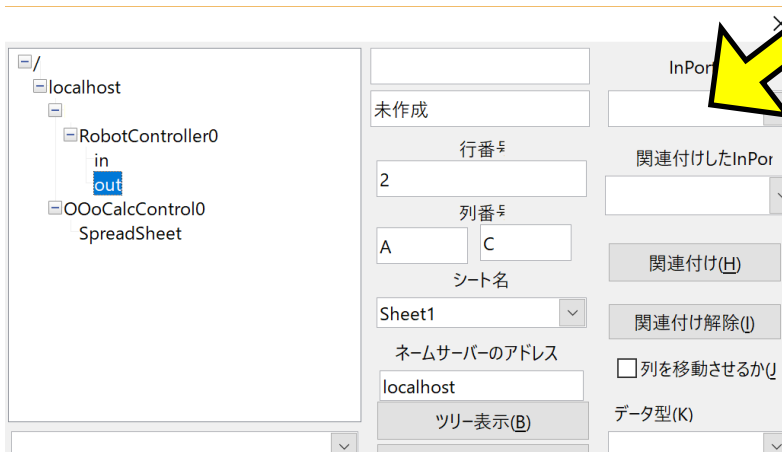 /
localhost
RobotController0
in
out
OOoCalcControl0
SpreadSheet
未作成
行番号
2
列番号
A
C
シート名
Sheet1
ネームサーバーのアドレス
localhost
ツリー表示(B)
InPor
関連付けしたInPor
関連付け(H)
関連付け解除(I)
列を移動させるか(J
データ型(K)